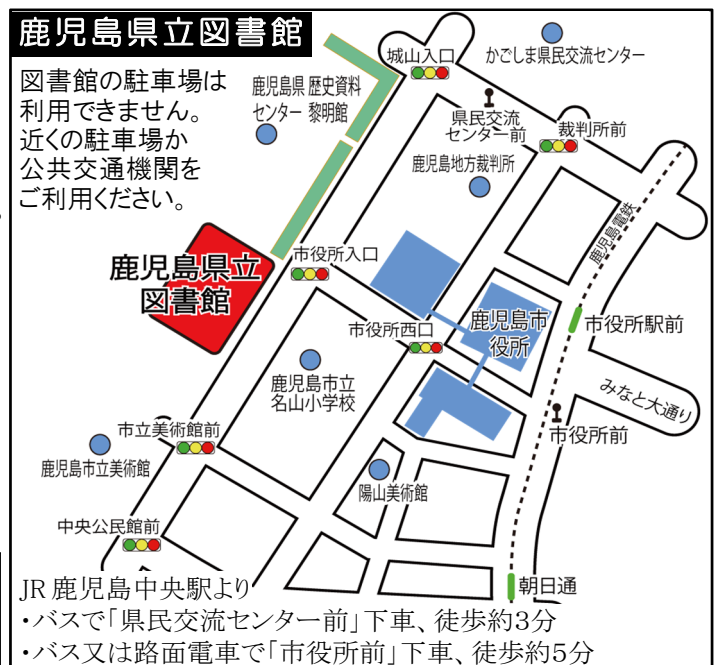 鹿児島県立図書館
図書館の駐車場は
利用できません。
近くの駐車場か
公共交通機関を
ご利用ください。
城山入口
かごしま県民交流センター
鹿児島県 歴史資料
センター 黎明館
県民交流
センター前
裁判所前
鹿児島地方裁判所
鹿児島電鉄
市役所入口
鹿児島県立
図書館
市役所西口
鹿児島市
役所
市役所駅前
鹿児島市立
名山小学校
みなと大通り
市役所前
市立美術館前
鹿児島市立美術館
陽山美術館
中央公民館前
朝日通
JR鹿児島中央駅より
・バスで「県民交流センター前」下車、徒歩約3分
・バス又は路面電車で「市役所前」下車、徒歩約5分